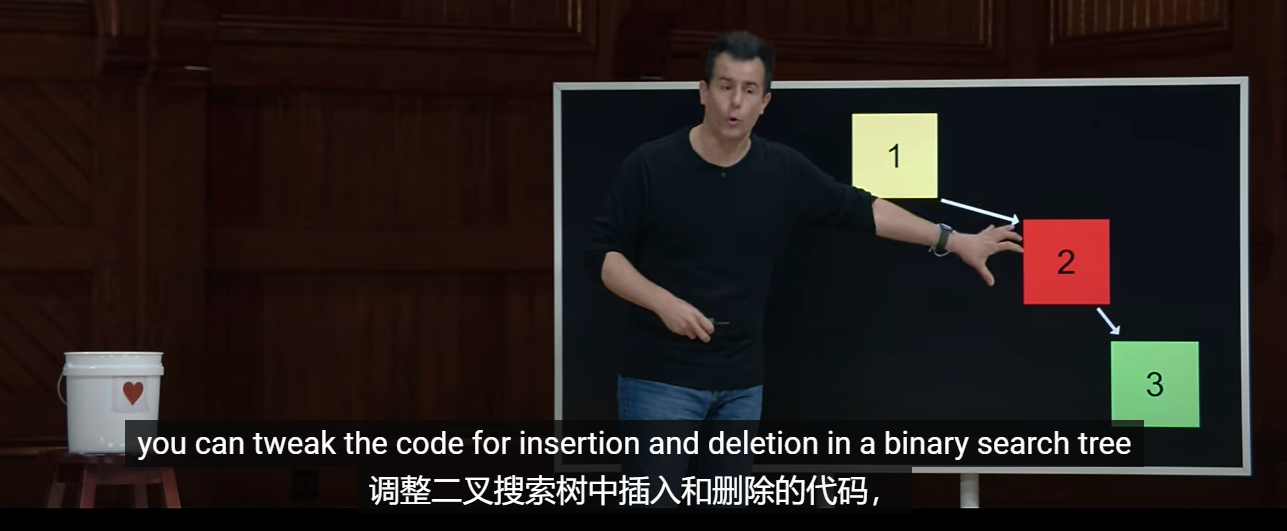 1
2
3
you can tweak the code for insertion and deletion in a binary search tree
调整二叉搜索树中插入和删除的代码，